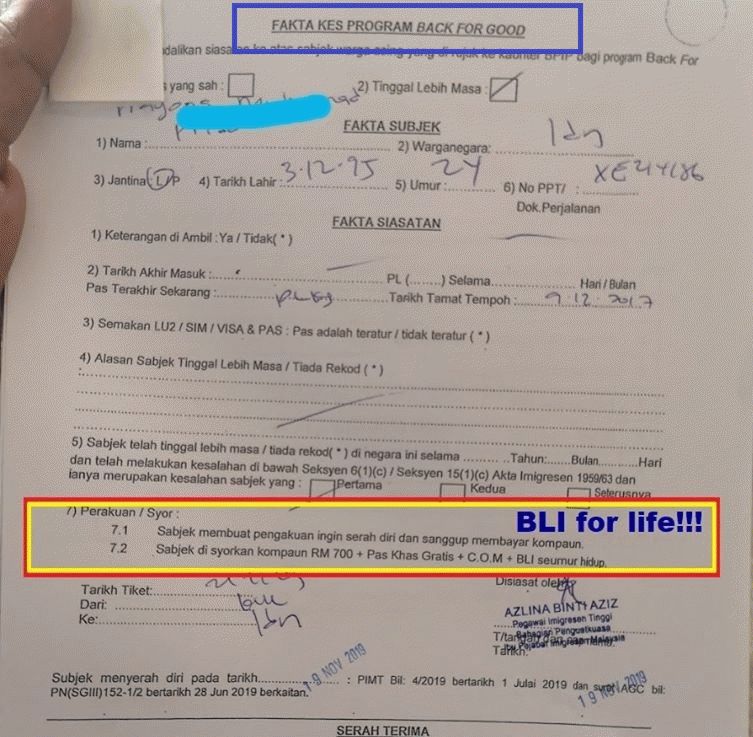 FAKTA KES PROGRAM BACK FOR GOOD
dalikan siasatan ke atas subjek warga asing yang di rujuk ke kaunter BPIP bagi program Back For
yang sah : 2) Tinggal Lebih Masa :
FAKTA SUBJEK
1) Nama : 2) Warganegara: Idn
3) Jantina L/P 4) Tarikh Lahir : 3.12.95 5) Umur: 24 6) No PPT/ :
Dok.Perjalanan
FAKTA SIASATAN
1) Keterangan di Ambil :Ya / Tidak( * )
2) Tarikh Akhir Masuk : PL (........) Selama Hari / Bulan
Pas Terakhir Sekarang : Tarikh Tamat Tempoh : 9.12.2017
3) Semakan LU2 / SIM / VISA & PAS : Pas adalah teratur / tidak teratur ( * )
4) Alasan Subjek Tinggal Lebih Masa / Tiada Rekod ( * )
5) Sabjek telah tinggal lebih masa / tiada rekod( * ) di negara ini selama ............Tahun:.......Bulan...........Hari
dan telah melakukan kesalahan di bawah Seksyen 6(1)(c) / Seksyen 15(1)(c) Akta Imigresen 1959/63 dan
ianya merupakan kesalahan subjek yang : Pertama Kedua Seterusnya
7) Perakuan / Syor :
BLI for life!!!
7.1 Sabjek membuat pengakuan ingin serah diri dan sanggup membayar kompaun.
7.2 Sabjek di syorkan kompaun RM 700 + Pas Khas Gratis + C.O.M + BLI seumur hidup.
Tarikh Tiket: Disiasat oleh
Dari:
Ke: Idn
AZLINA BINTI AZIZ
Pegawai Imigresen Tinggi
Bahagian Penguatkuasa
Ibu Pejabat Imigresen Malaysia
T/tangan
Tarikh:
Subjek menyerah diri pada tarikh 19 NOV 2019 : PIMT Bil: 4/2019 bertarikh 1 Julai 2019 dan surat AGC bil:
PN(SGIII)152-1/2 bertarikh 28 Jun 2019 berkaitan.
19 NOV 2019
SERAH TERIMA